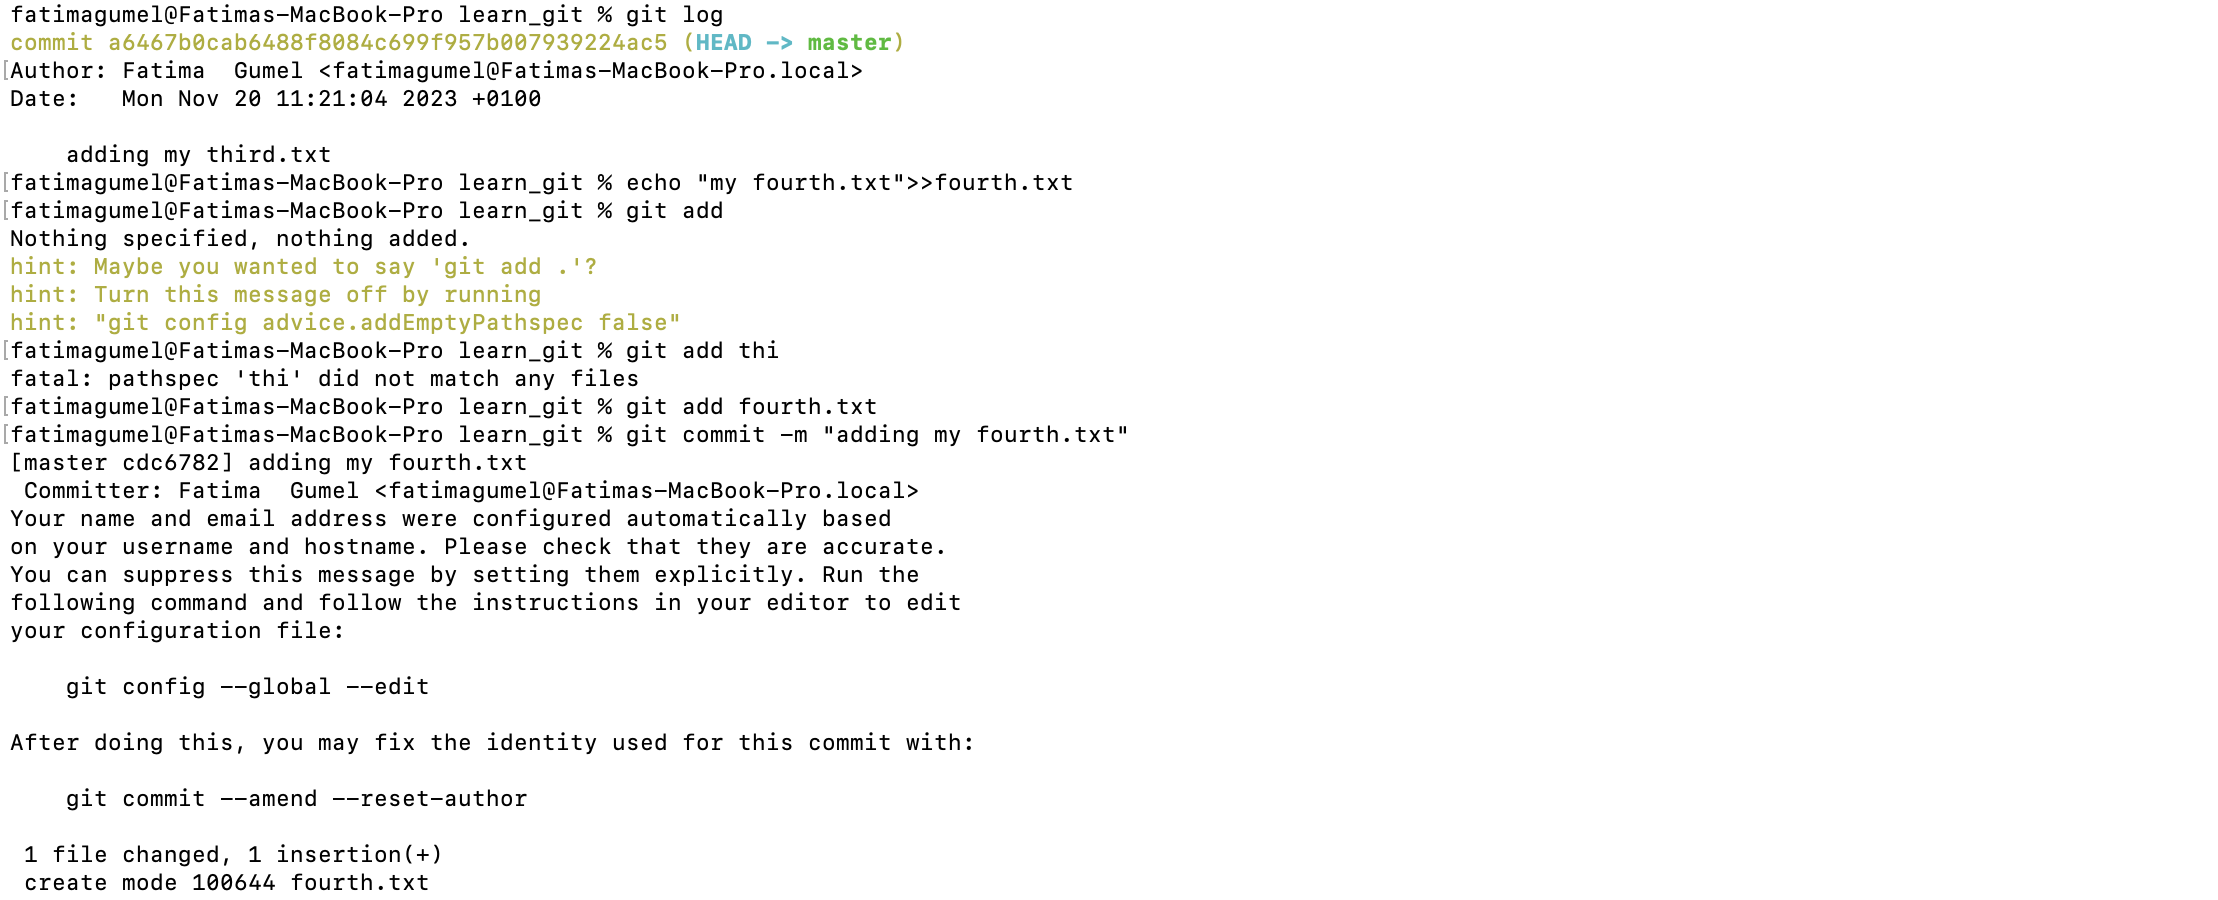 fatimagumel@Fatimas-MacBook-Pro learn_git % git log
commit a6467b0cab6488f8084c699f957b007939224ac5 (HEAD -> master)
[Author: Fatima  Gumel <fatimagumel@Fatimas-MacBook-Pro.local>
Date:   Mon Nov 20 11:21:04 2023 +0100

    adding my third.txt
[fatimagumel@Fatimas-MacBook-Pro learn_git % echo "my fourth.txt">>fourth.txt
[fatimagumel@Fatimas-MacBook-Pro learn_git % git add
Nothing specified, nothing added.
hint: Maybe you wanted to say 'git add .'?
hint: Turn this message off by running
hint: "git config advice.addEmptyPathspec false"
[fatimagumel@Fatimas-MacBook-Pro learn_git % git add thi
fatal: pathspec 'thi' did not match any files
[fatimagumel@Fatimas-MacBook-Pro learn_git % git add fourth.txt
[fatimagumel@Fatimas-MacBook-Pro learn_git % git commit -m "adding my fourth.txt"
[master cdc6782] adding my fourth.txt
 Committer: Fatima  Gumel <fatimagumel@Fatimas-MacBook-Pro.local>
Your name and email address were configured automatically based
on your username and hostname. Please check that they are accurate.
You can suppress this message by setting them explicitly. Run the
following command and follow the instructions in your editor to edit
your configuration file:

    git config --global --edit

After doing this, you may fix the identity used for this commit with:

    git commit --amend --reset-author

 1 file changed, 1 insertion(+)
 create mode 100644 fourth.txt